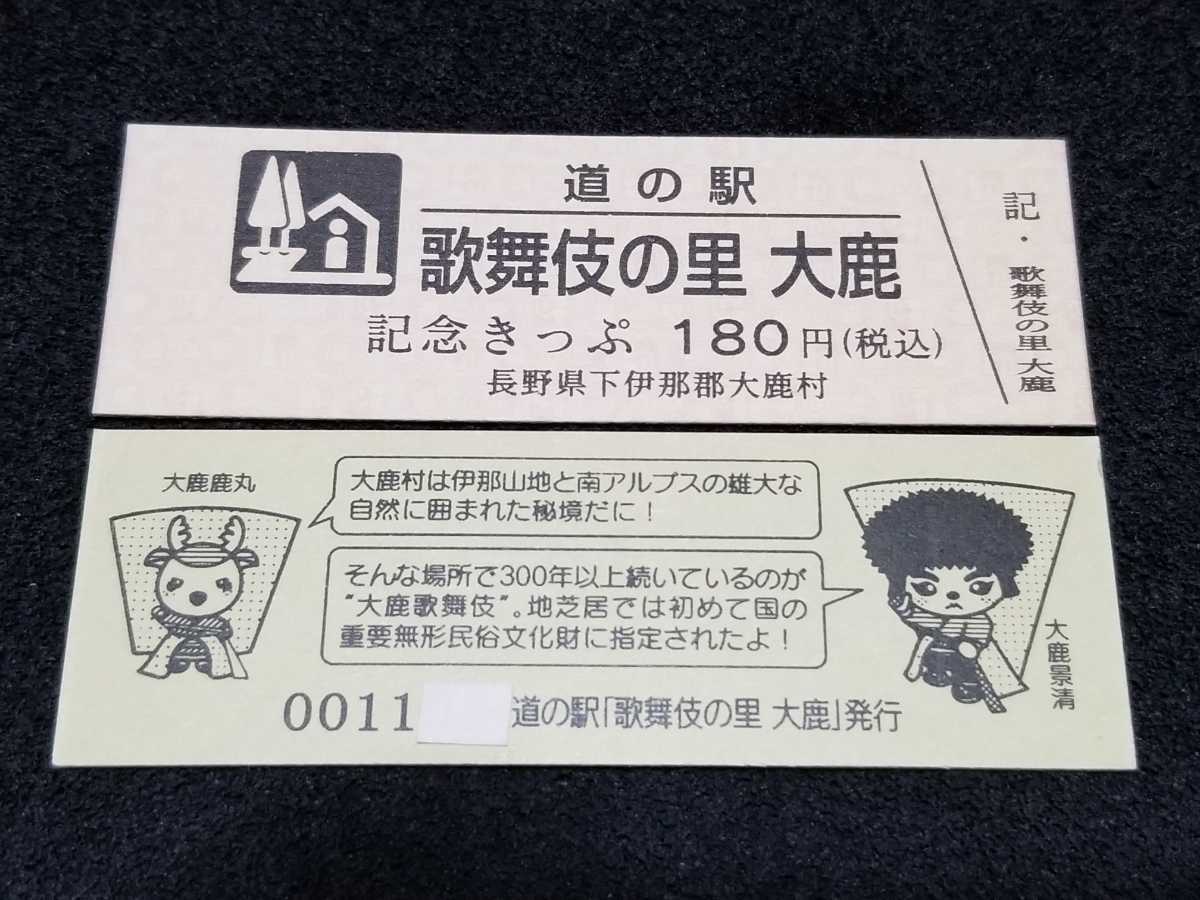 道の駅
歌舞伎の里 大鹿
記念きっぷ 180円(税込)
長野県下伊那郡大鹿村
記・歌舞伎の里 大鹿
大鹿鹿丸
大鹿村は伊那山地と南アルプスの雄大な
自然に囲まれた秘境だに!
そんな場所で300年以上続いているのが
“大鹿歌舞伎”。地芝居では初めて国の
重要無形民俗文化財に指定されたよ!
大鹿景清
0011 道の駅「歌舞伎の里 大鹿」発行